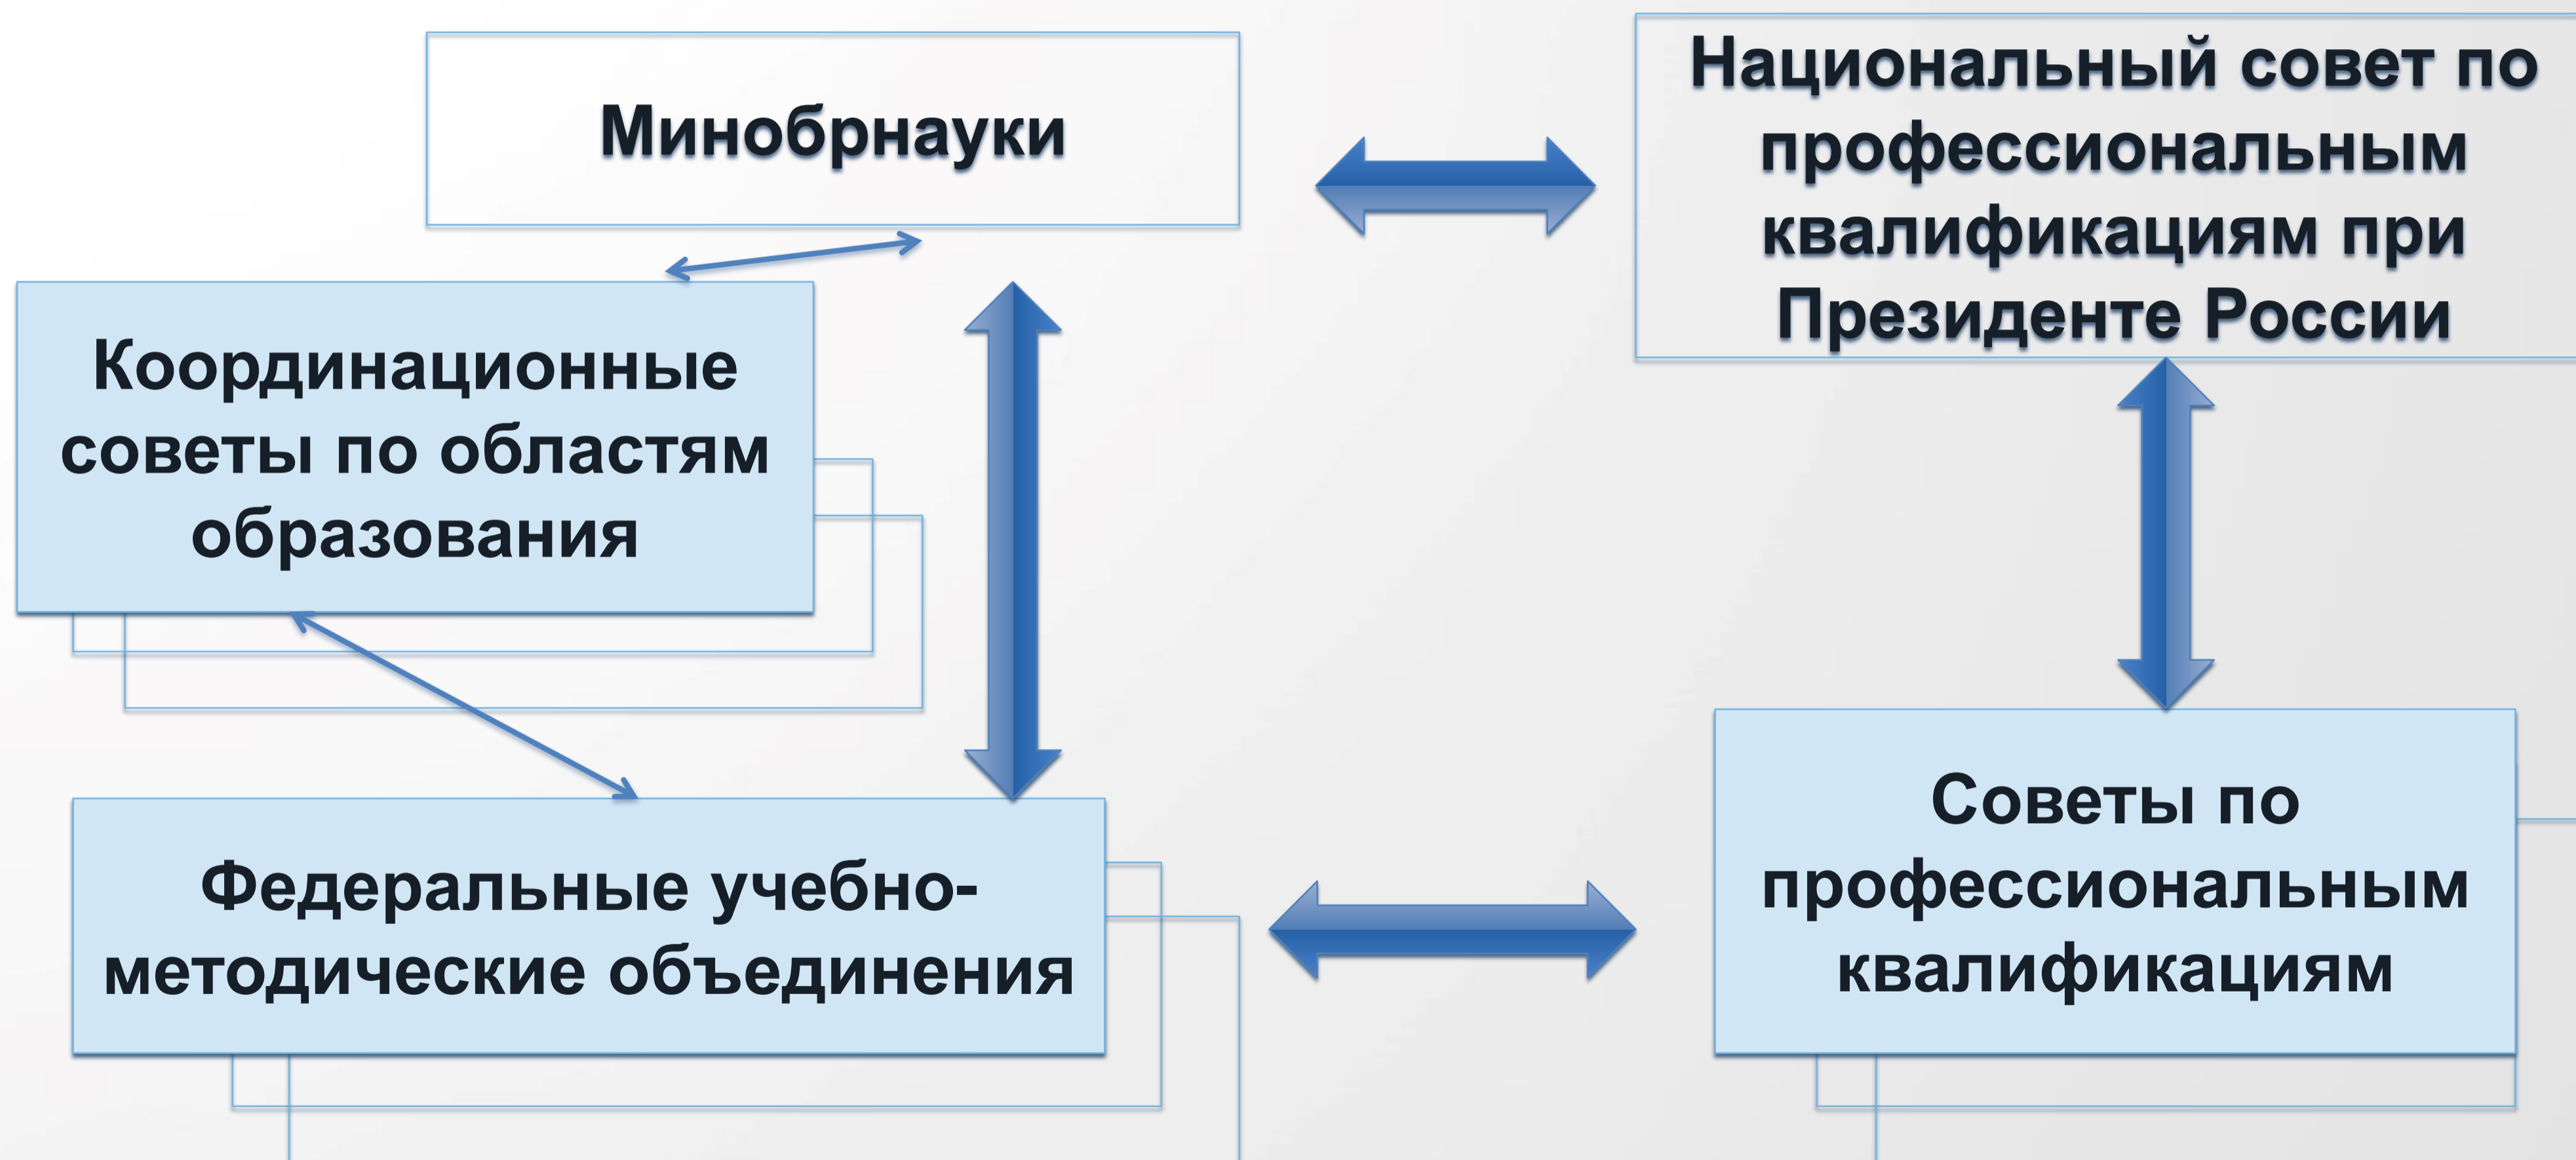 Минобрнауки
Национальный совет по
профессиональным
квалификациям при
Президенте России
Координационные
советы по областям
образования
Федеральные учебно-
методические объединения
Советы по
профессиональным
квалификациям